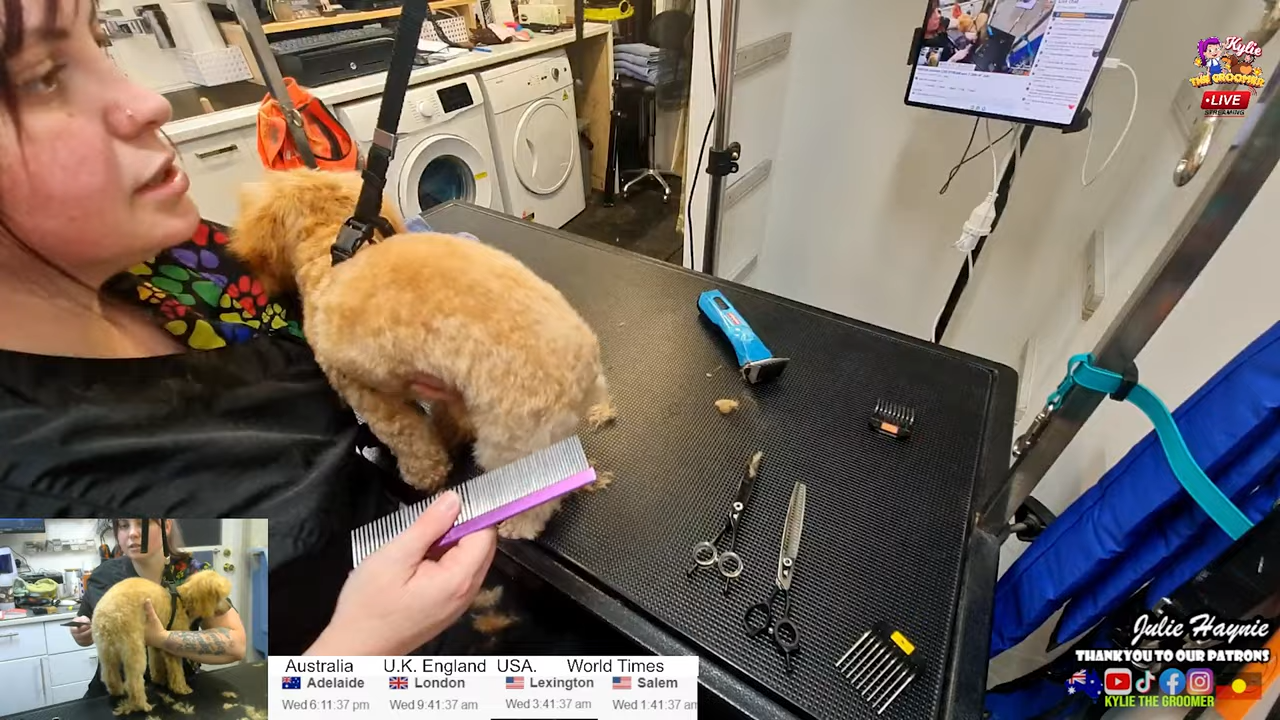 Kylie
THE GROOMER
LIVE
STREAMING
Julie Haynie
THANK YOU TO OUR PATRONS
KYLIE THE GROOMER
Australia U.K. England USA. World Times
Adelaide London Lexington Salem
Wed 6:11:37 pm Wed 9:41:37 am Wed 3:41:37 am Wed 1:41:37 am